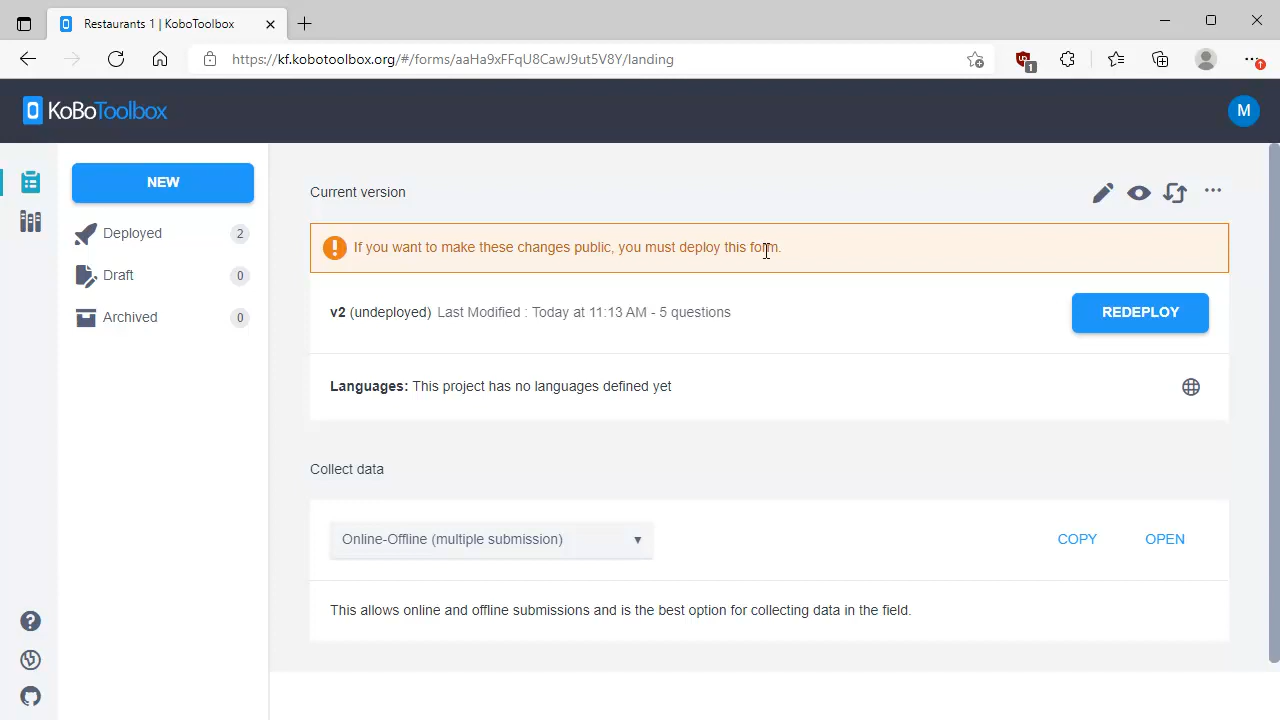 Restaurants 1 | KoboToolbox
https://kf.kobotoolbox.org/#/forms/aaHa9xFFqU8CawJ9ut5V8Y/landing
1
KoBoToolbox
M
NEW
Deployed 2
Draft 0
Archived 0
Current version
If you want to make these changes public, you must deploy this form.
v2 (undeployed) Last Modified : Today at 11:13 AM - 5 questions
REDEPLOY
Languages: This project has no languages defined yet
Collect data
Online-Offline (multiple submission)
COPY
OPEN
This allows online and offline submissions and is the best option for collecting data in the field.